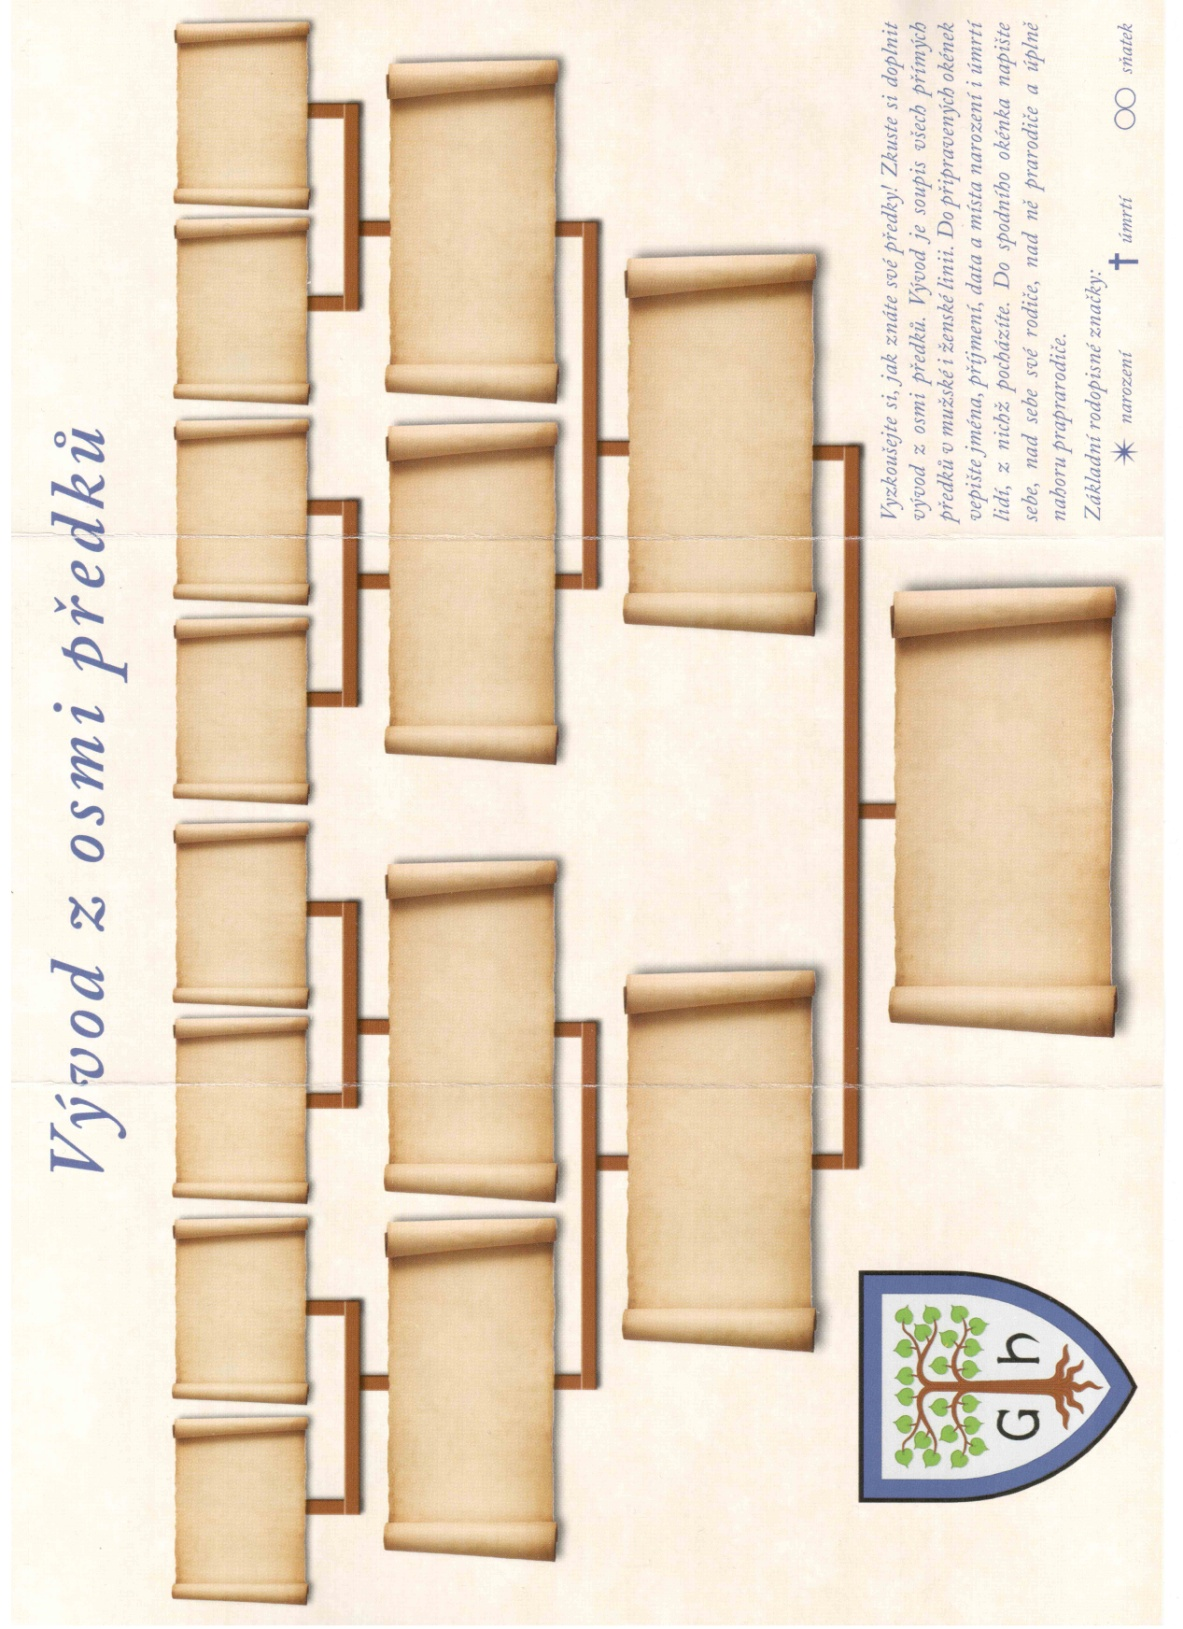 Vývod z osmi předků
Vyzkoušejte si, jak znáte své předky! Zkuste si doplnit
vývod z osmi předků. Vývod je soupis všech přímých
předků v mužské i ženské linii. Do připravených okének
vepište jména, příjmení, data a místa narození i úmrtí
lidí, z nichž pocházíte. Do spodního okénka napište
sebe, nad sebe své rodiče, nad ně prarodiče a úplně
nahoru praprarodiče.
Základní rodopisné značky:
narození úmrtí sňatek
G h